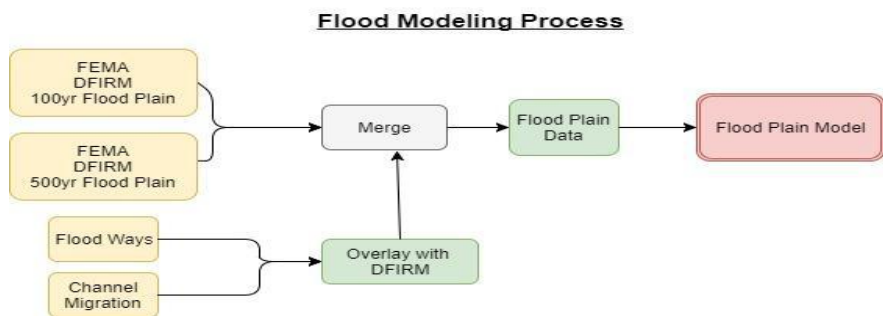 Flood Modeling Process
FEMA
DFIRM
100yr Flood Plain
FEMA
DFIRM
500yr Flood Plain
Merge
Flood Plain
Data
Flood Plain Model
Flood Ways
Channel
Migration
Overlay with
DFIRM